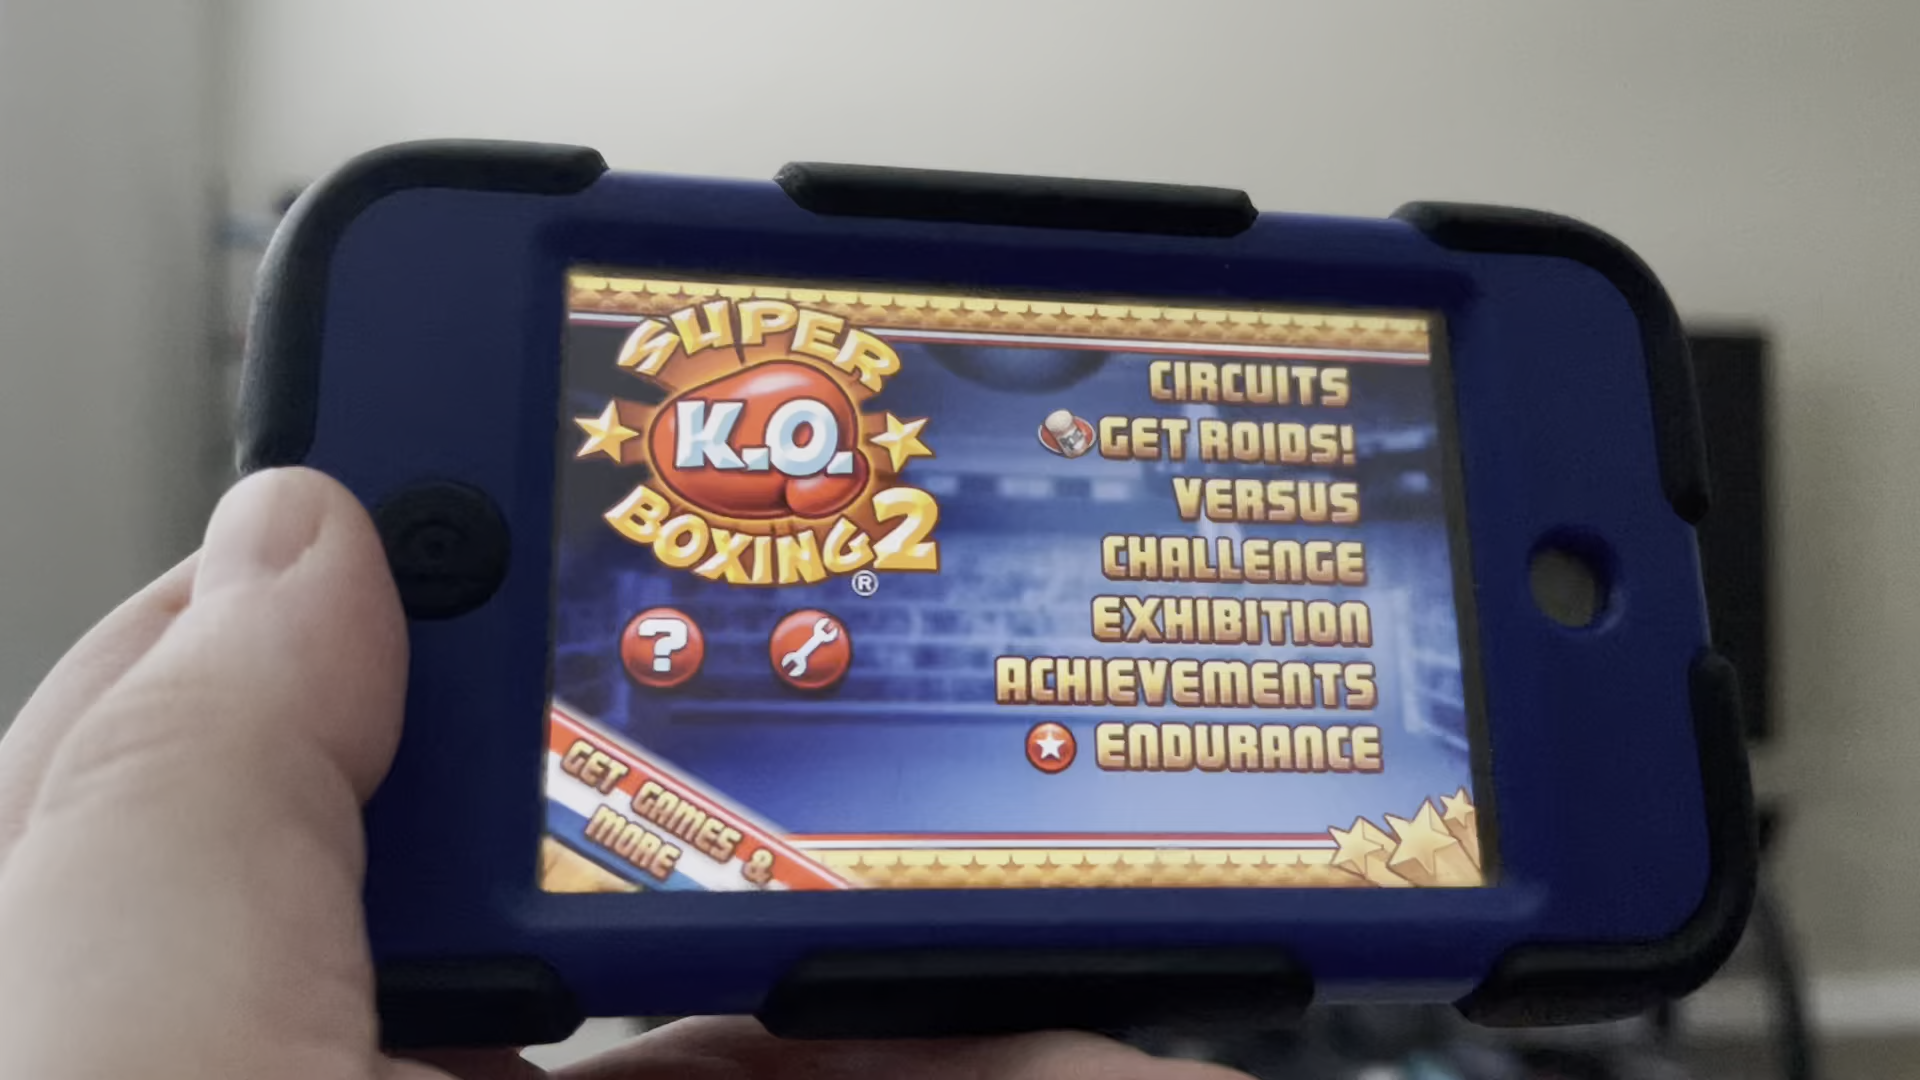 SUPER
K.O.
BOXING 2
®
?
GET GAMES &
MORE
CIRCUITS
GET ROIDS!
VERSUS
CHALLENGE
EXHIBITION
ACHIEVEMENTS
ENDURANCE